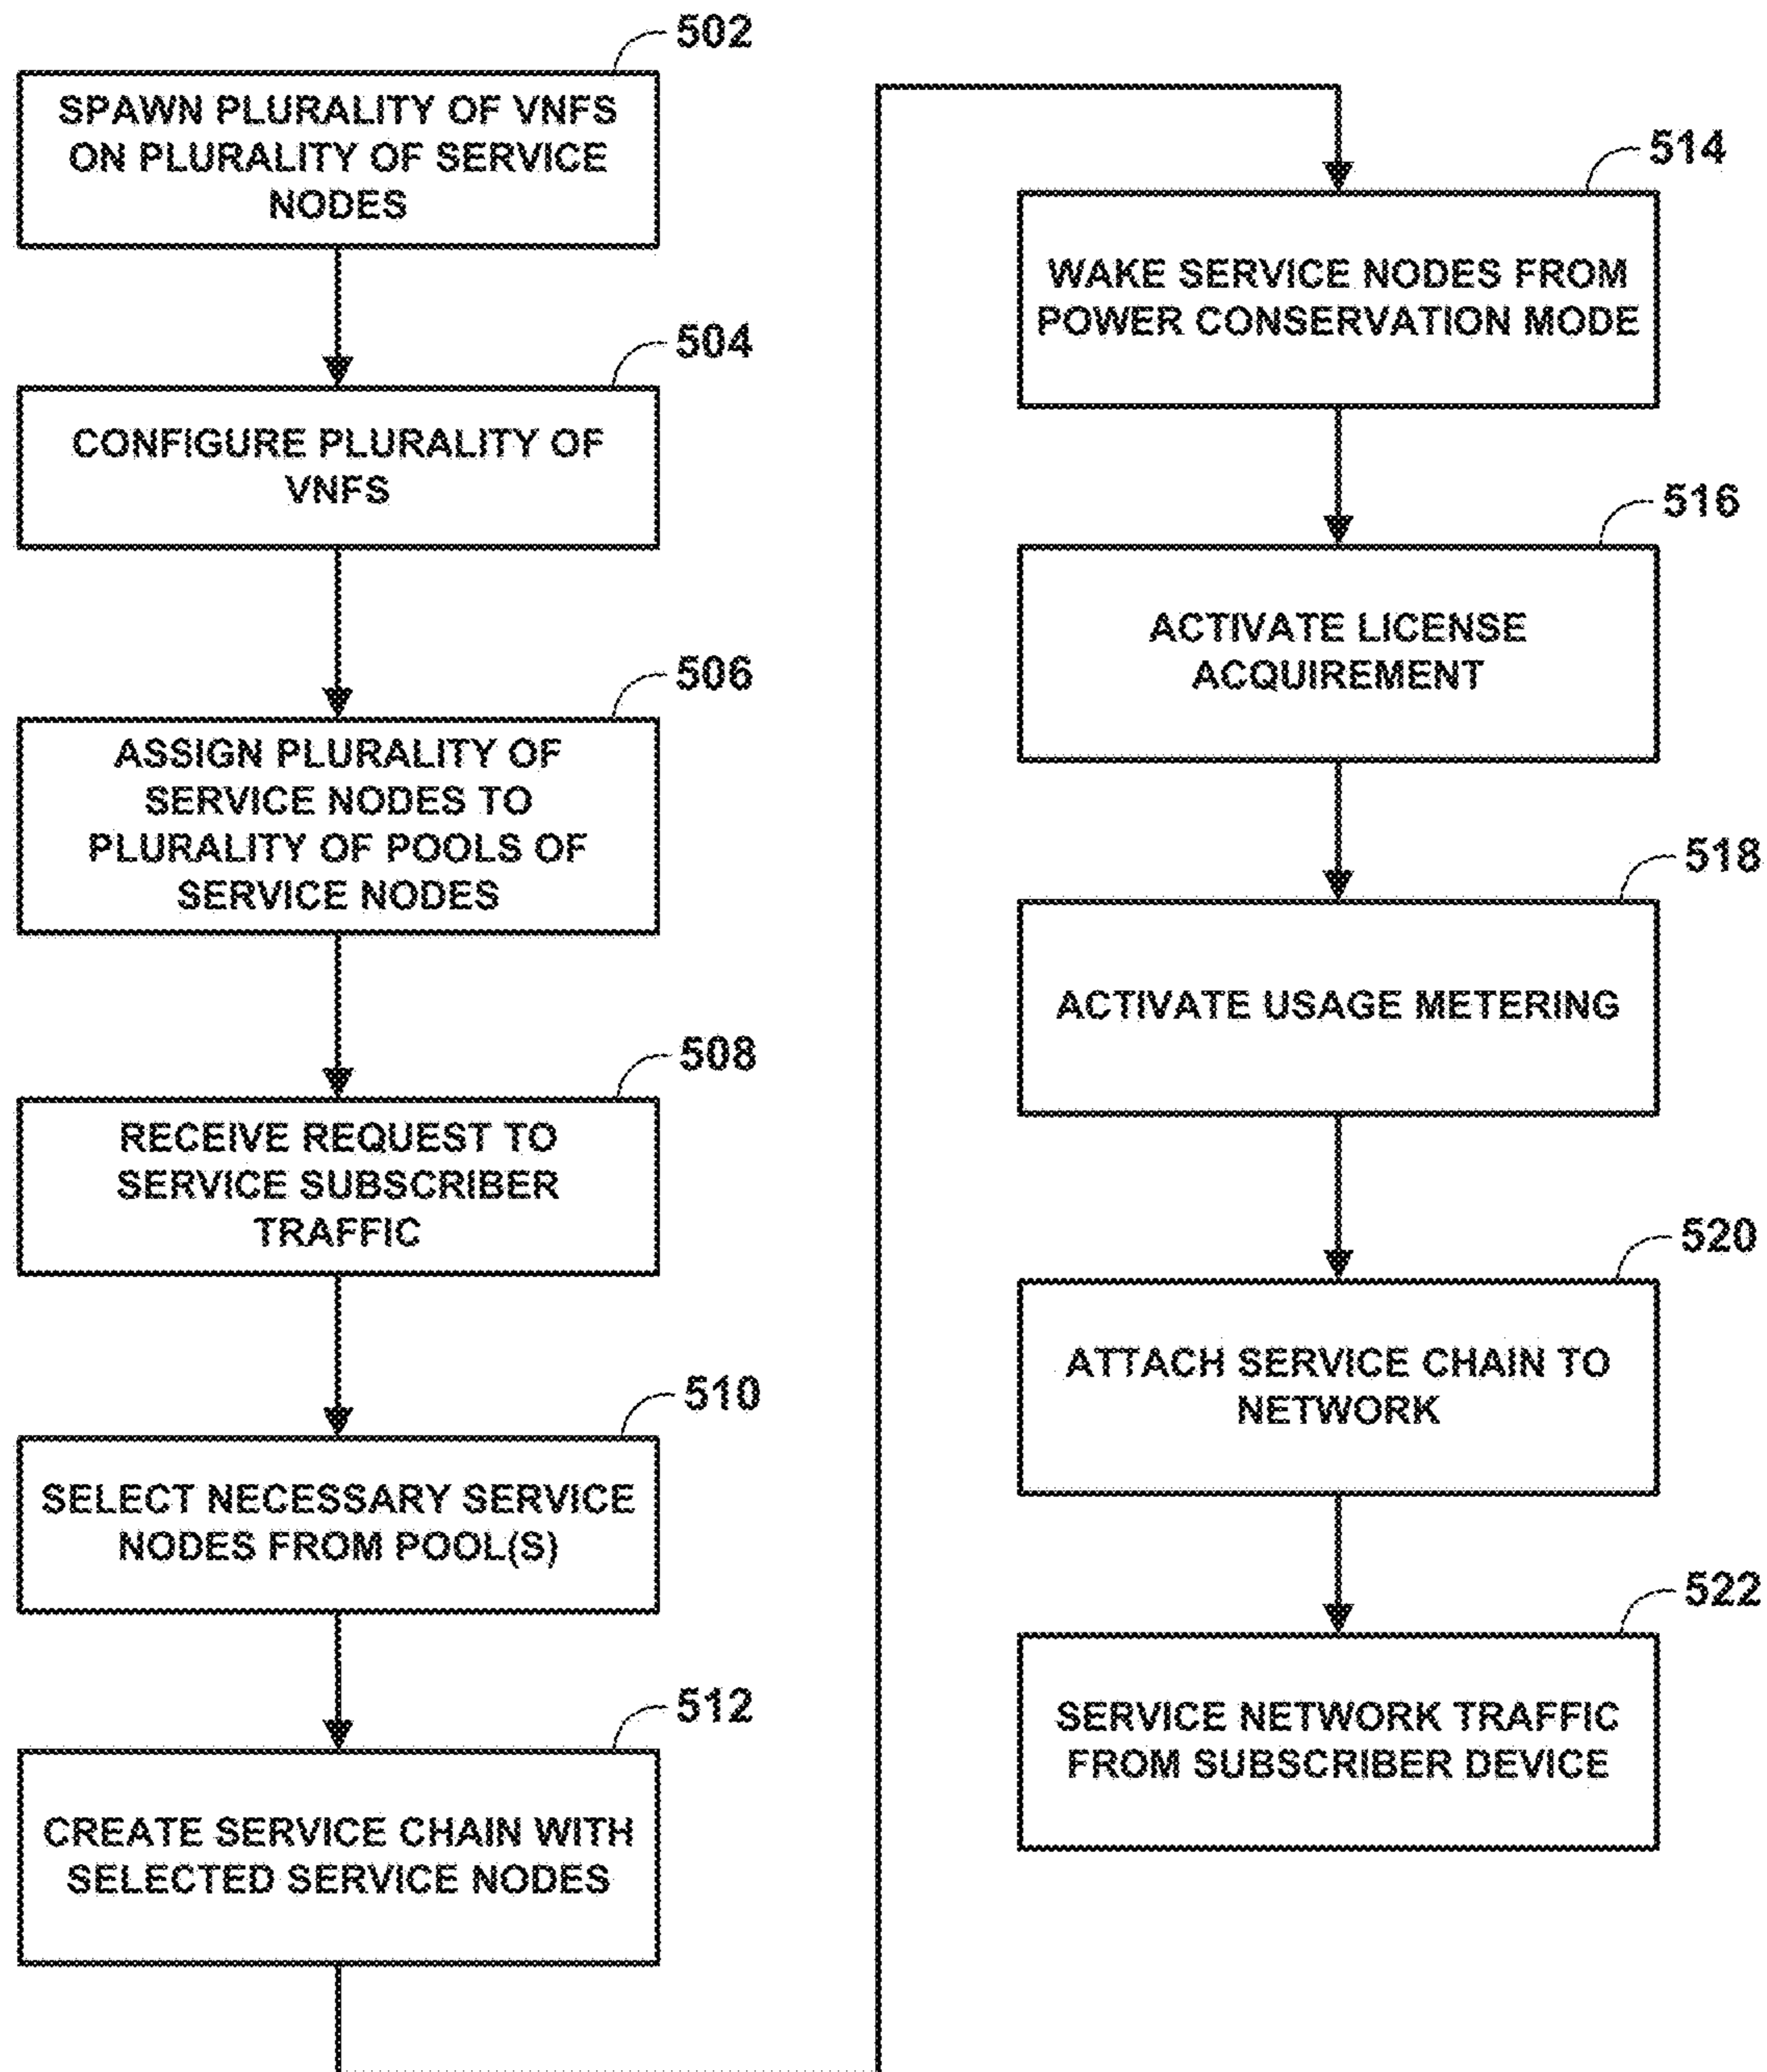 502
SPAWN PLURALITY OF VNFS
ON PLURALITY OF SERVICE
NODES
504
CONFIGURE PLURALITY OF
VNFS
506
ASSIGN PLURALITY OF
SERVICE NODES TO
PLURALITY OF POOLS OF
SERVICE NODES
508
RECEIVE REQUEST TO
SERVICE SUBSCRIBER
TRAFFIC
510
SELECT NECESSARY SERVICE
NODES FROM POOL(S)
512
CREATE SERVICE CHAIN WITH
SELECTED SERVICE NODES
514
WAKE SERVICE NODES FROM
POWER CONSERVATION MODE
516
ACTIVATE LICENSE
ACQUIREMENT
518
ACTIVATE USAGE METERING
520
ATTACH SERVICE CHAIN TO
NETWORK
522
SERVICE NETWORK TRAFFIC
FROM SUBSCRIBER DEVICE